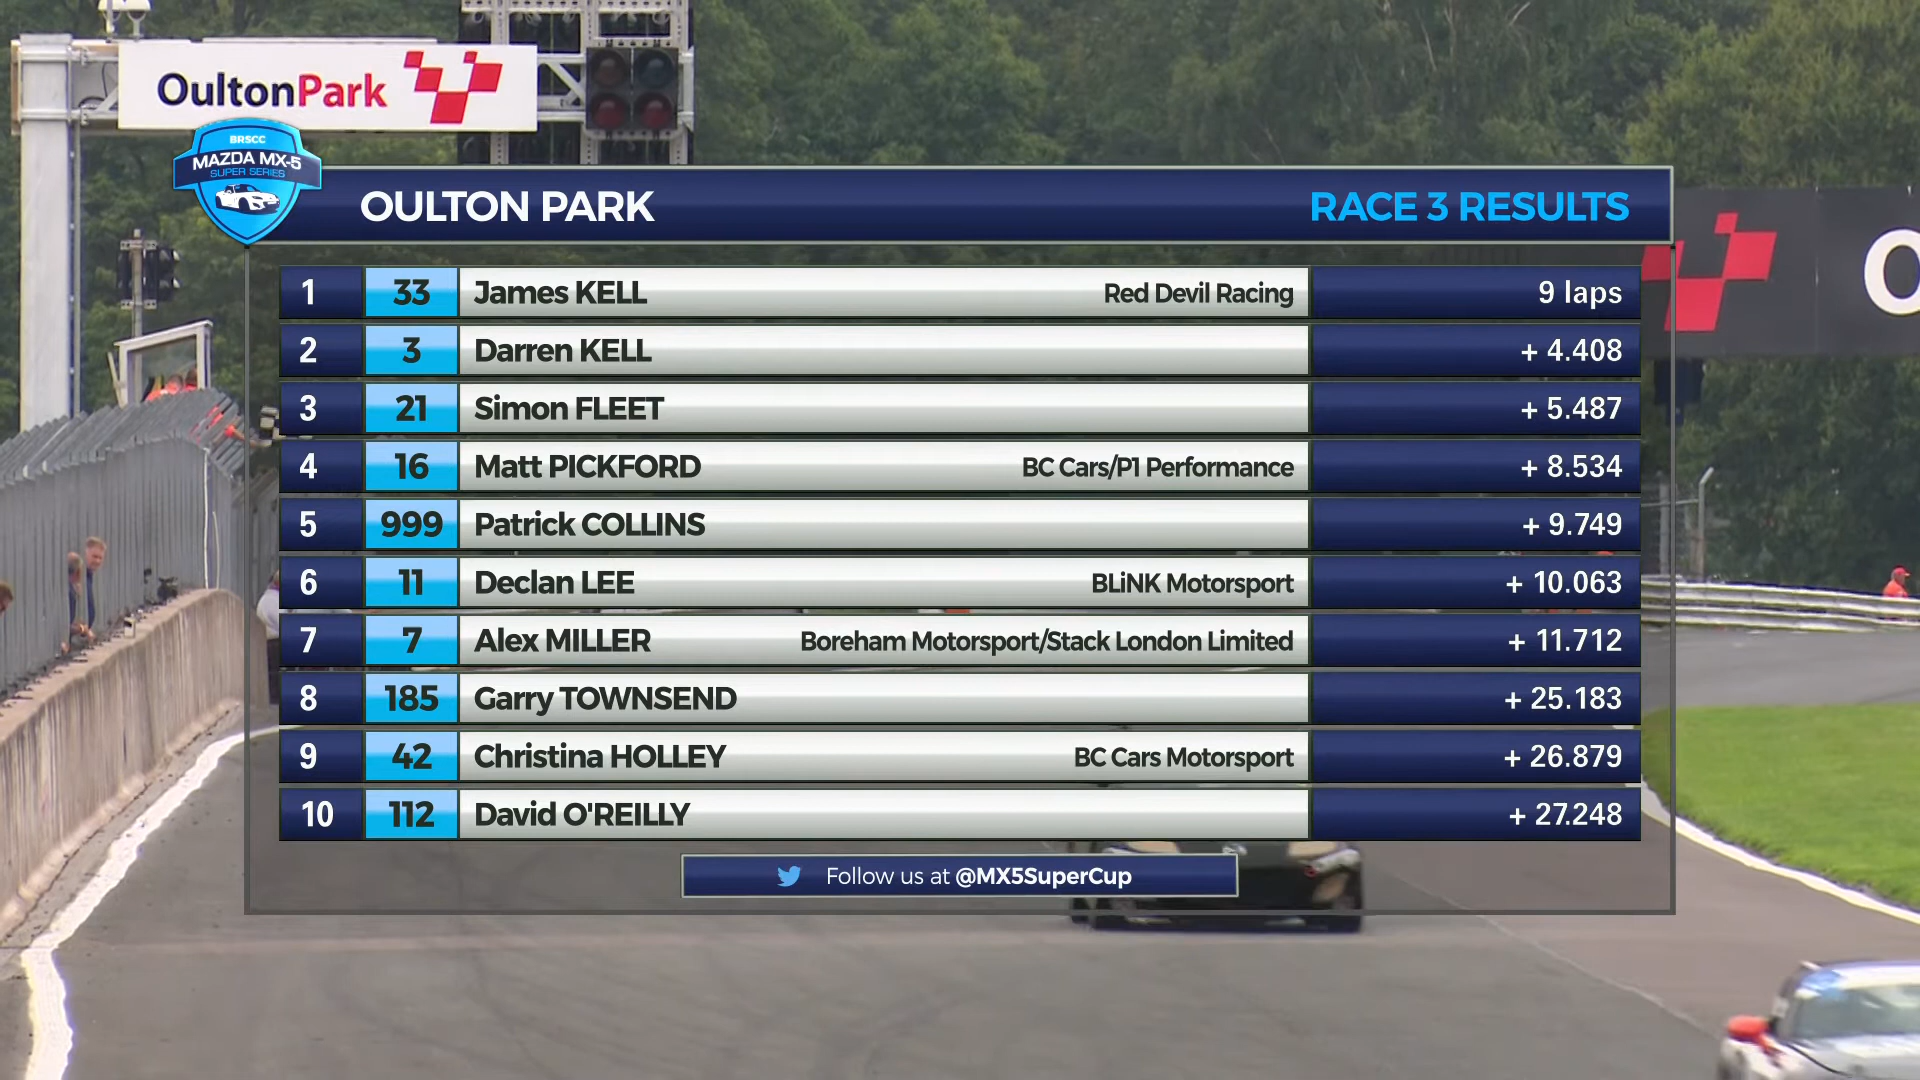 OultonPark
BRSCC
MAZDA MX-5
SUPER SERIES
OULTON PARK RACE 3 RESULTS
1 33 James KELL Red Devil Racing 9 laps
2 3 Darren KELL + 4.408
3 21 Simon FLEET + 5.487
4 16 Matt PICKFORD BC Cars/P1 Performance + 8.534
5 999 Patrick COLLINS + 9.749
6 11 Declan LEE BLiNK Motorsport + 10.063
7 7 Alex MILLER Boreham Motorsport/Stack London Limited + 11.712
8 185 Garry TOWNSEND + 25.183
9 42 Christina HOLLEY BC Cars Motorsport + 26.879
10 112 David O'REILLY + 27.248
Follow us at @MX5SuperCup